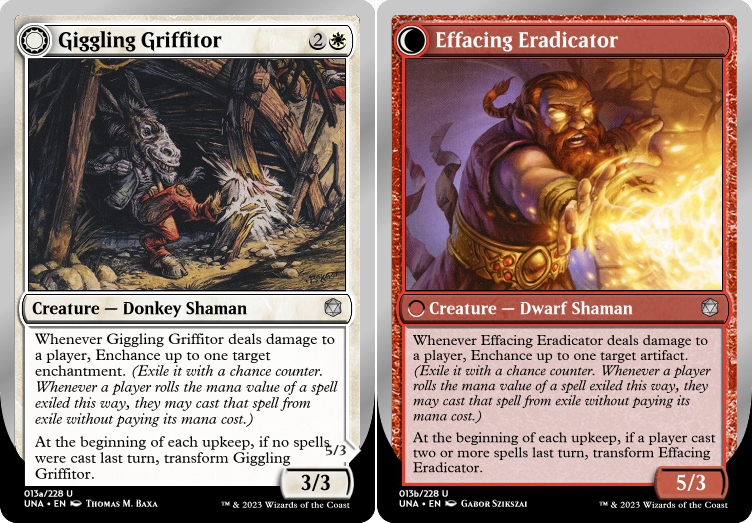 Giggling Griffitor 2
Creature — Donkey Shaman
Whenever Giggling Griffitor deals damage to
a player, Enchance up to one target
enchantment. (Exile it with a chance counter.
Whenever a player rolls the mana value of a spell
exiled this way, they may cast that spell from
exile without paying its mana cost.)
At the beginning of each upkeep, if no spells
were cast last turn, transform Giggling
Griffitor.
5/3
3/3
013a/228 U
UNA • EN Thomas M. Baxa
™ & 2023 Wizards of the Coast
Effacing Eradicator
Creature — Dwarf Shaman
Whenever Effacing Eradicator deals damage to
a player, Enchance up to one target artifact.
(Exile it with a chance counter. Whenever a player
rolls the mana value of a spell exiled this way, they
may cast that spell from exile without paying its
mana cost.)
At the beginning of each upkeep, if a player cast
two or more spells last turn, transform Effacing
Eradicator.
5/3
013b/228 U
UNA • EN Gabor Szikszai
™ & 2023 Wizards of the Coast